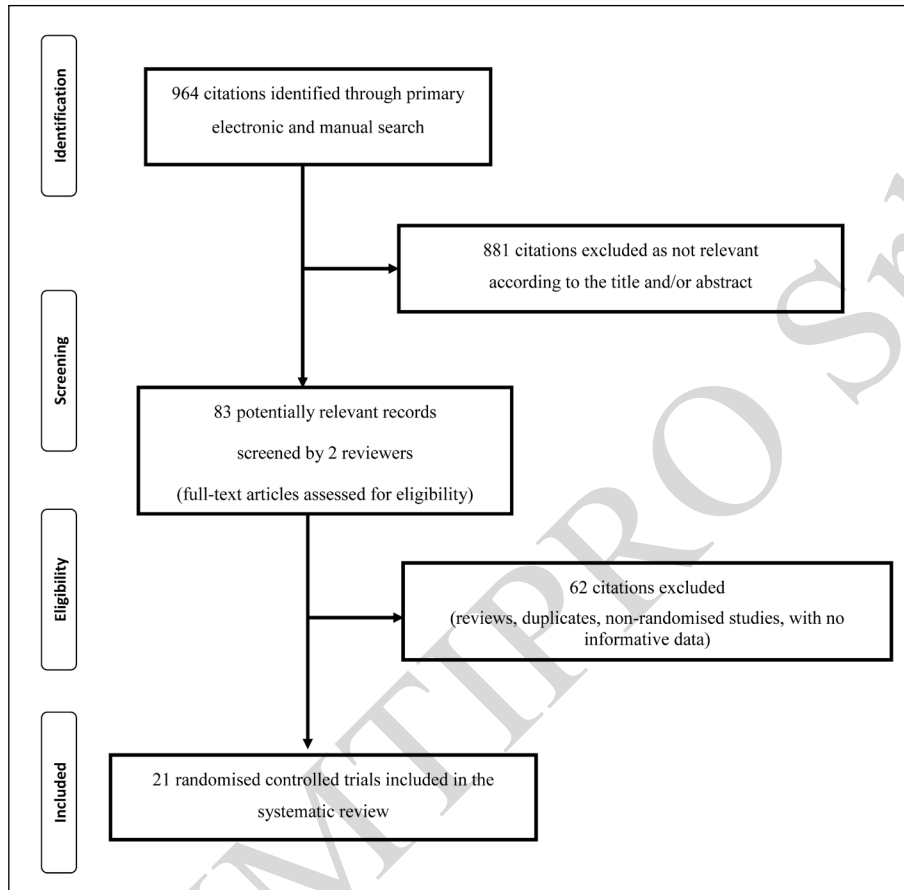 Identification
964 citations identified through primary
electronic and manual search
881 citations excluded as not relevant
according to the title and/or abstract
Screening
83 potentially relevant records
screened by 2 reviewers
(full-text articles assessed for eligibility)
Eligibility
62 citations excluded
(reviews, duplicates, non-randomised studies, with no
informative data)
Included
21 randomised controlled trials included in the
systematic review